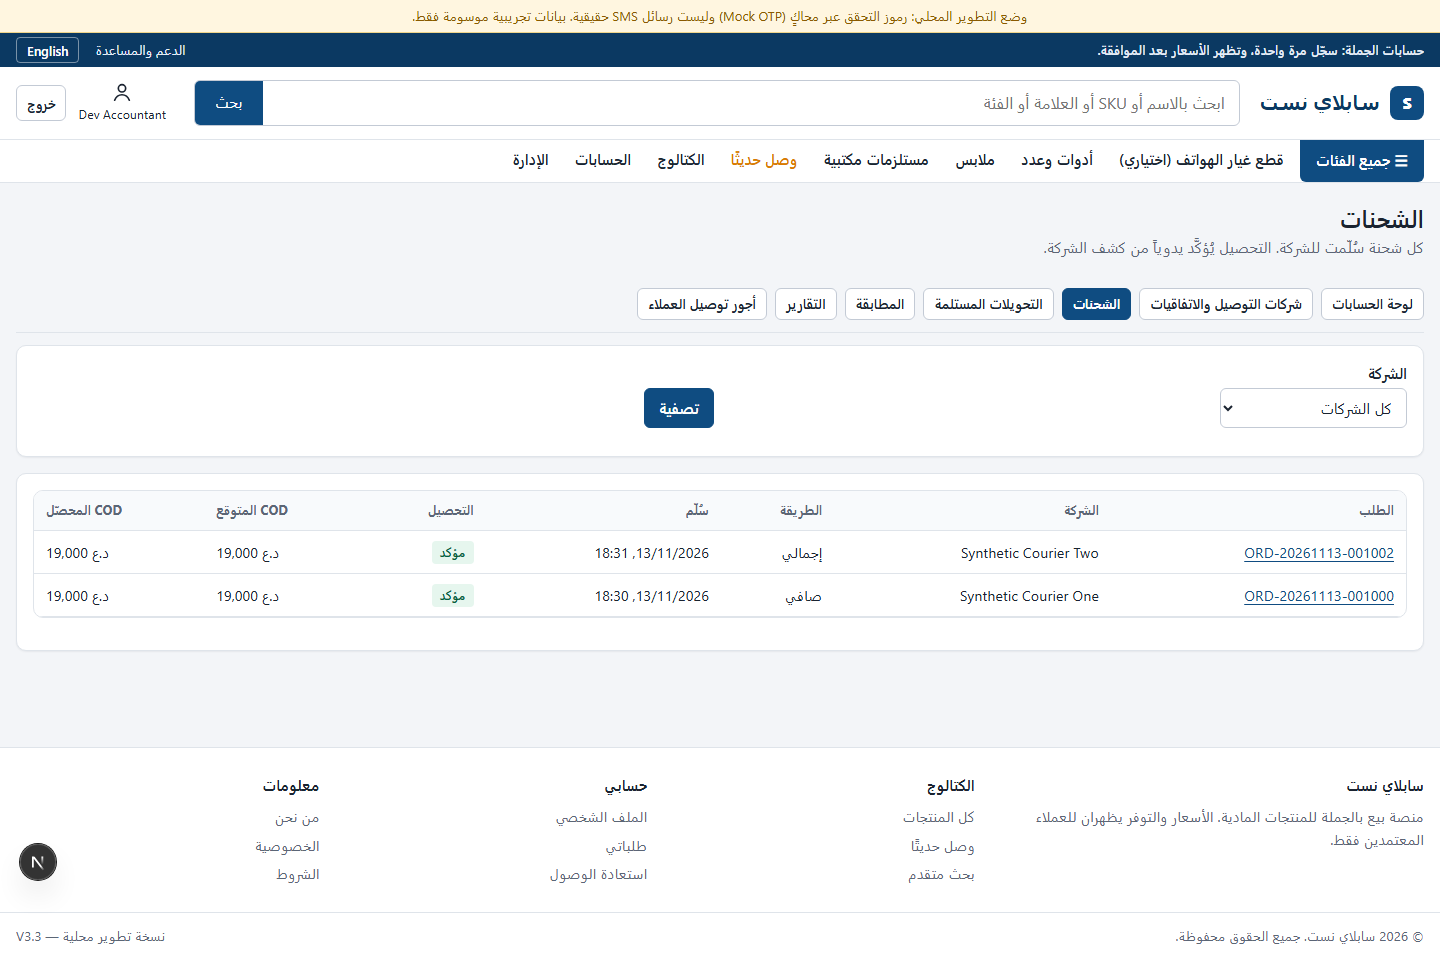 وضع التطوير المحلي: رموز التحقق عبر محاكٍ (Mock OTP) وليست رسائل SMS حقيقية. بيانات تجريبية موسومة فقط.
حسابات الجملة: سجّل مرة واحدة، وتظهر الأسعار بعد الموافقة.
الدعم والمساعدة
English
S
سابلاي نست
ابحث بالاسم أو SKU أو العلامة أو الفئة
بحث
Dev Accountant
خروج
☰ جميع الفئات
قطع غيار الهواتف (اختياري)
أدوات وعدد
ملابس
مستلزمات مكتبية
وصل حديثًا
الكتالوج
الحسابات
الإدارة
الشحنات
كل شحنة سُلّمت للشركة. التحصيل يُؤكَّد يدوياً من كشف الشركة.
لوحة الحسابات
شركات التوصيل والاتفاقيات
الشحنات
التحويلات المستلمة
المطابقة
التقارير
أجور توصيل العملاء
الشركة
كل الشركات
تصفية
الطلب الشركة الطريقة سُلّم التحصيل COD المتوقع COD المحصّل
ORD-20261113-001002 Synthetic Courier Two إجمالي 13/11/2026, 18:31 مؤكد 19,000 د.ع 19,000 د.ع
ORD-20261113-001000 Synthetic Courier One صافي 13/11/2026, 18:30 مؤكد 19,000 د.ع 19,000 د.ع
سابلاي نست
منصة بيع بالجملة للمنتجات المادية. الأسعار والتوفر يظهران للعملاء
المعتمدين فقط.
الكتالوج
كل المنتجات
وصل حديثًا
بحث متقدم
حسابي
الملف الشخصي
طلباتي
استعادة الوصول
معلومات
من نحن
الخصوصية
الشروط
N
© 2026 سابلاي نست. جميع الحقوق محفوظة.
نسخة تطوير محلية — V3.3